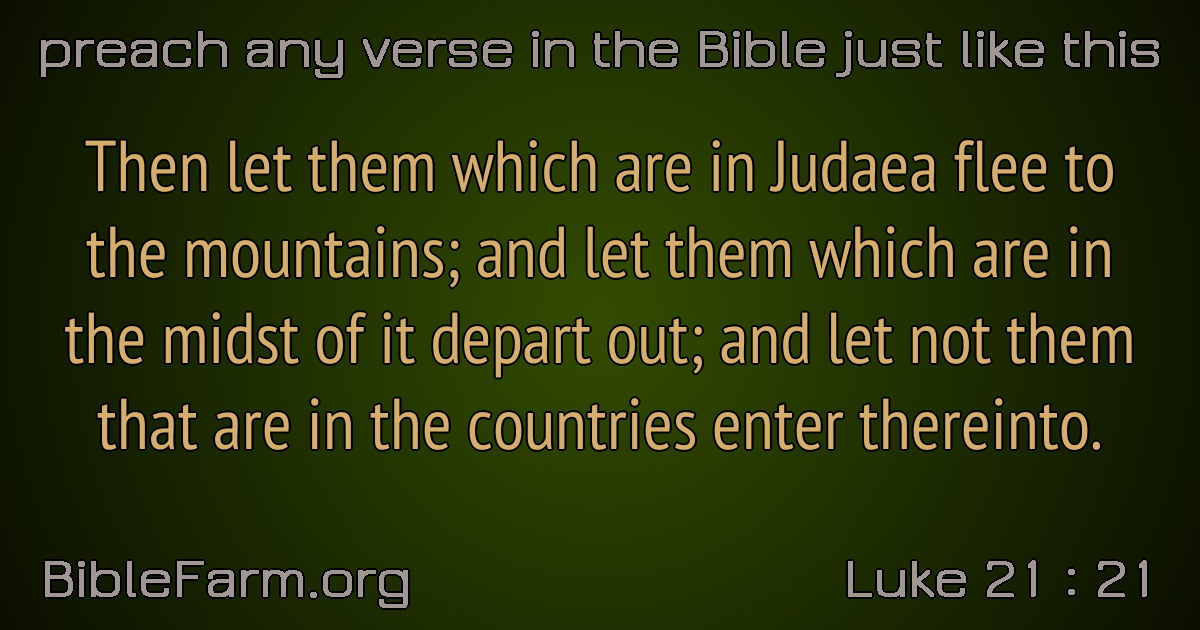 preach any verse in the Bible just like this
Then let them which are in Judaea flee to
the mountains; and let them which are in
the midst of it depart out; and let not them
that are in the countries enter thereinto.
BibleFarm.org
Luke 21 : 21